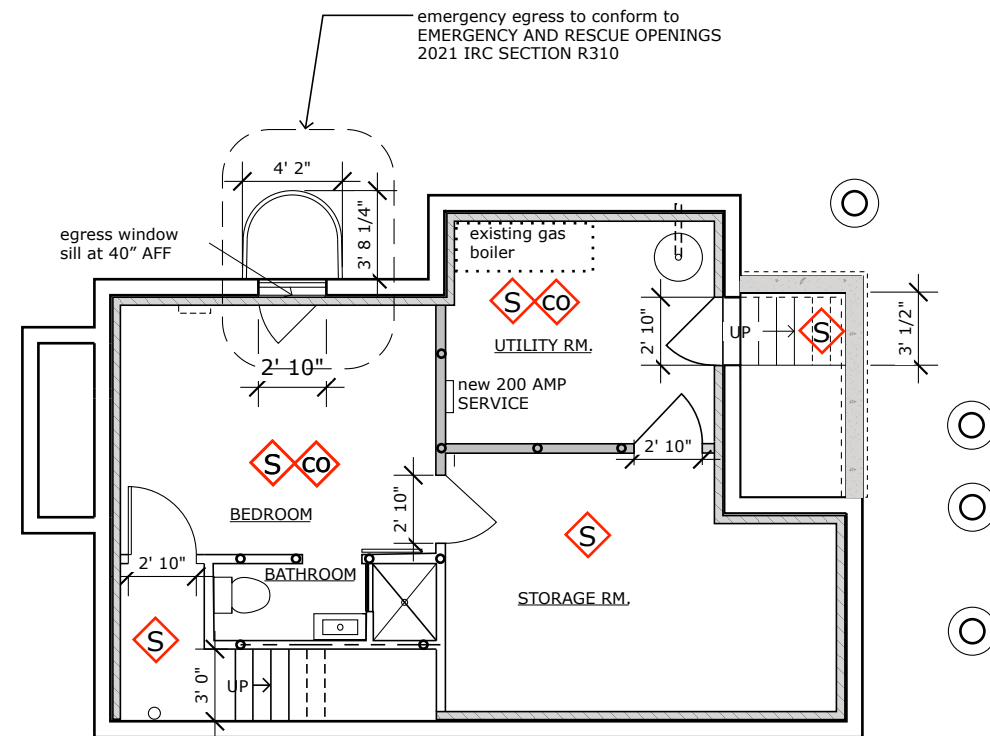 emergency egress to conform to
EMERGENCY AND RESCUE OPENINGS
2021 IRC SECTION R310
4' 2"
3' 8 1/4"
egress window
sill at 40” AFF
existing gas
boiler
S CO
UTILITY RM.
2' 10"
UP
S
3' 1/2"
2' 10"
new 200 AMP
SERVICE
2' 10"
S CO
BEDROOM
2' 10"
S
2' 10"
BATHROOM
STORAGE RM.
S
3' 0"
UP